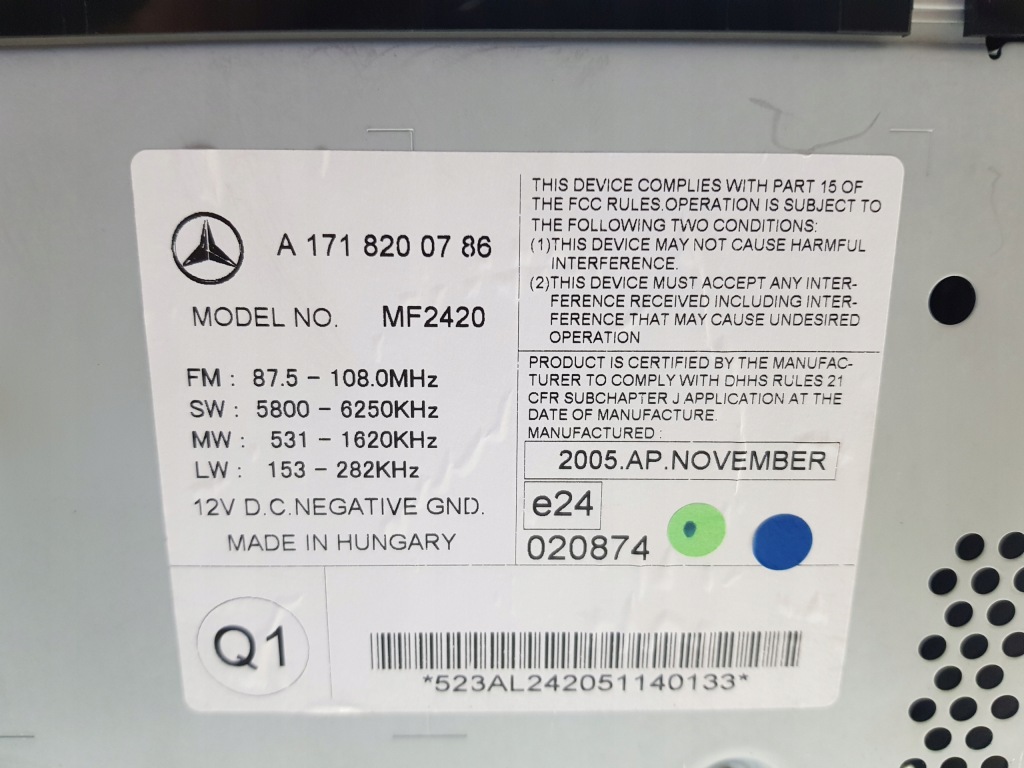 A 171 820 07 86
MODEL NO. MF2420
FM : 87.5 - 108.0MHz
SW : 5800 - 6250KHz
MW : 531 - 1620KHz
LW : 153 - 282KHz
12V D.C.NEGATIVE GND.
MADE IN HUNGARY
THIS DEVICE COMPLIES WITH PART 15 OF
THE FCC RULES.OPERATION IS SUBJECT TO
THE FOLLOWING TWO CONDITIONS:
(1)THIS DEVICE MAY NOT CAUSE HARMFUL
INTERFERENCE.
(2)THIS DEVICE MUST ACCEPT ANY INTER-
FERENCE RECEIVED INCLUDING INTER-
FERENCE THAT MAY CAUSE UNDESIRED
OPERATION
PRODUCT IS CERTIFIED BY THE MANUFAC-
TURER TO COMPLY WITH DHHS RULES 21
CFR SUBCHAPTER J APPLICATION AT THE
DATE OF MANUFACTURE.
MANUFACTURED :
2005.AP.NOVEMBER
e24
020874
Q1
*523AL242051140133*